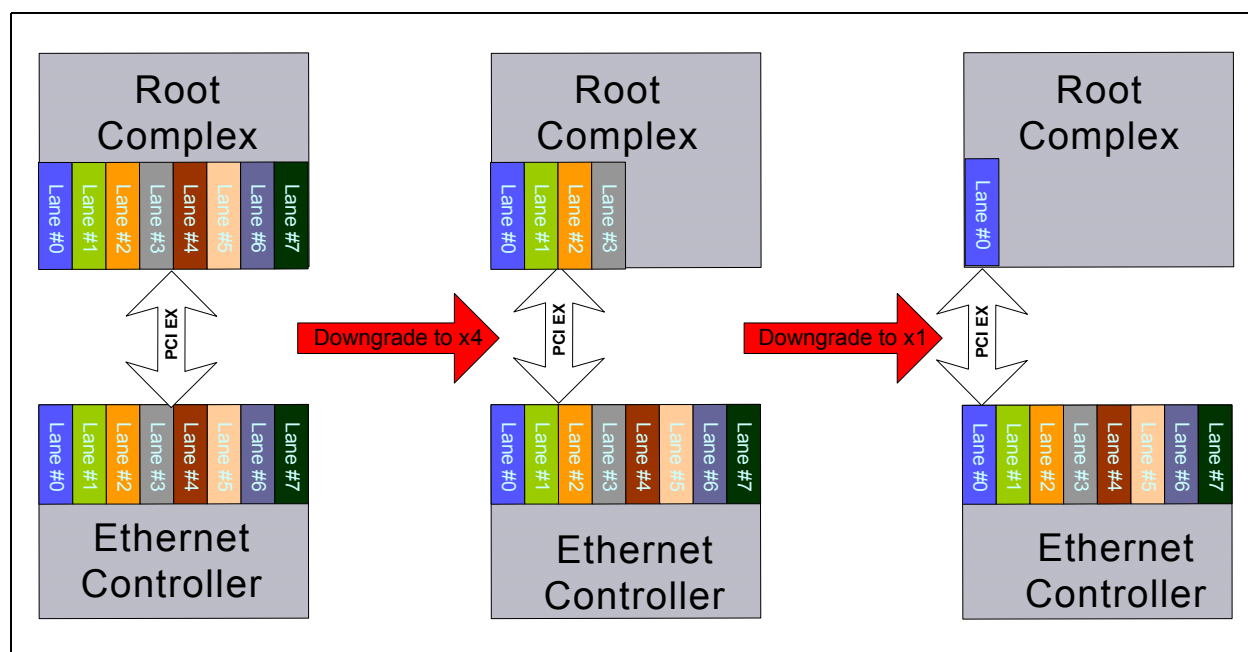 Root
Complex
Lane #0
Lane #1
Lane #2
Lane #3
Lane #4
Lane #5
Lane #6
Lane #7
PCI EX
Lane #0
Lane #1
Lane #2
Lane #3
Lane #4
Lane #5
Lane #6
Lane #7
Ethernet
Controller
Downgrade to x4
Root
Complex
Lane #0
Lane #1
Lane #2
Lane #3
PCI EX
Lane #0
Lane #1
Lane #2
Lane #3
Lane #4
Lane #5
Lane #6
Lane #7
Ethernet
Controller
Downgrade to x1
Root
Complex
Lane #0
PCI EX
Lane #0
Lane #1
Lane #2
Lane #3
Lane #4
Lane #5
Lane #6
Lane #7
Ethernet
Controller